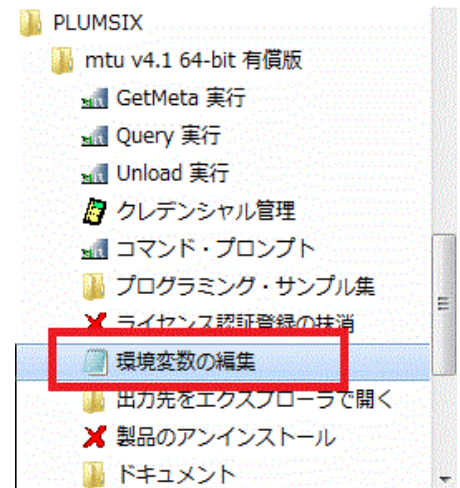 PLUMSIX
mtu v4.1 64-bit 有償版
GetMeta 実行
Query 実行
Unload 実行
クレデンシャル管理
コマンド・プロンプト
プログラミング・サンプル集
ライセンス認証登録の抹消
環境変数の編集
出力先をエクスプローラで開く
製品のアンインストール
ドキュメント